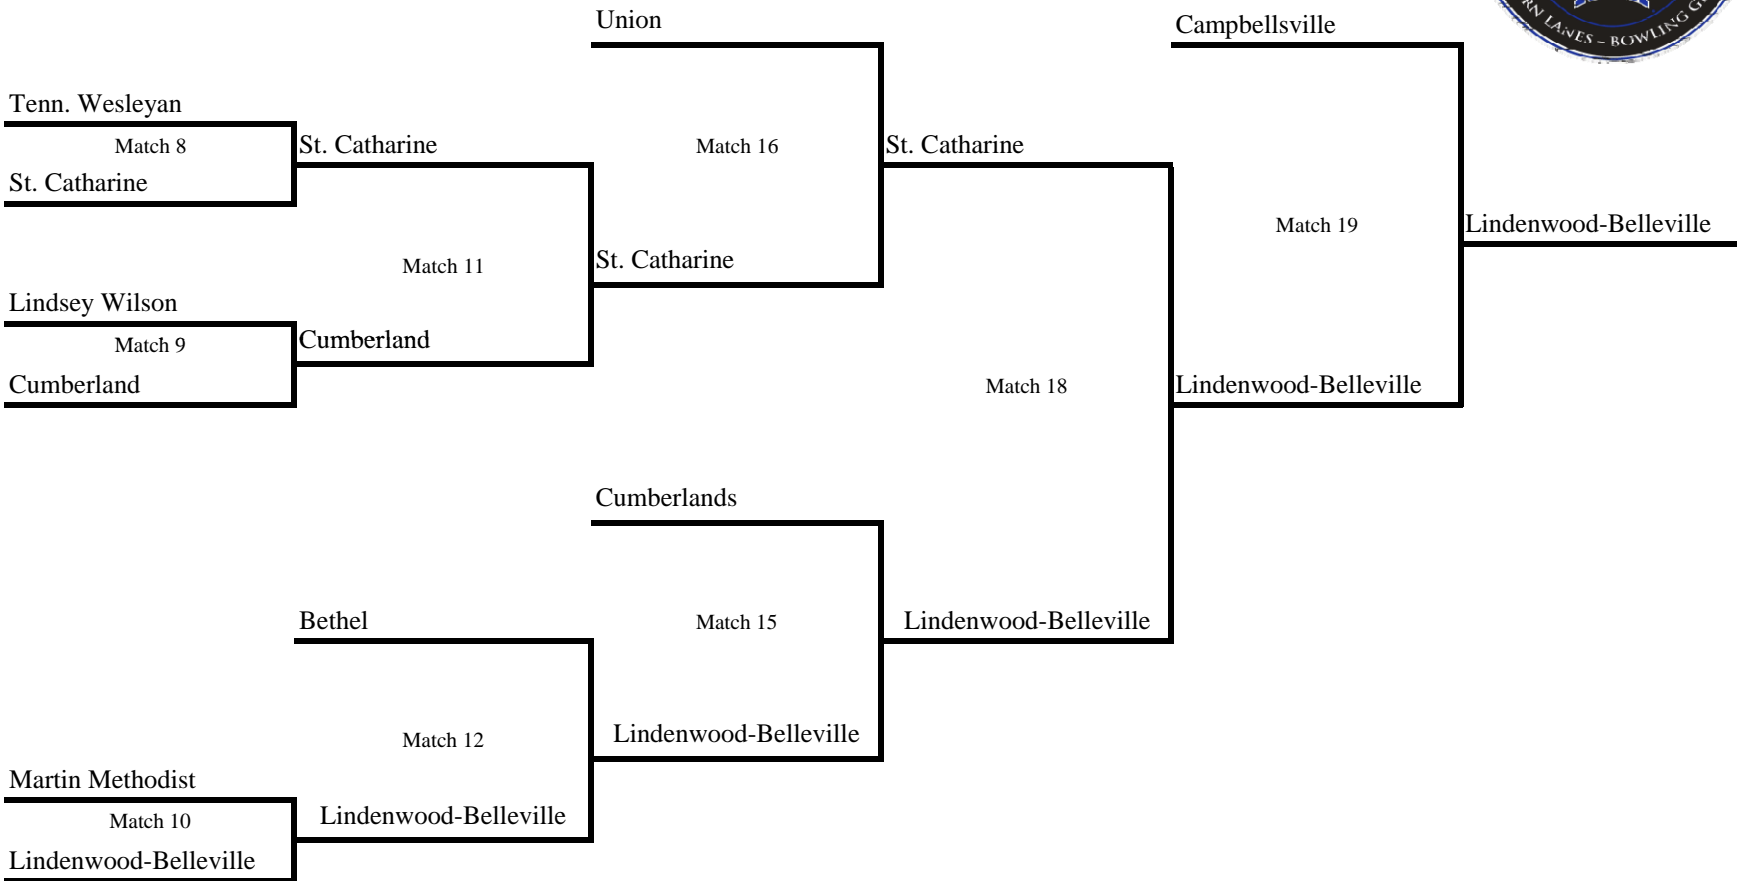 Union
Campbellsville
LANES – BOWLING
Tenn. Wesleyan
Match 8
St. Catharine
Match 16
St. Catharine
St. Catharine
Match 19
Lindenwood-Belleville
Match 11
St. Catharine
Lindsey Wilson
Match 9
Cumberland
Cumberland
Match 18
Lindenwood-Belleville
Cumberlands
Bethel
Match 15
Lindenwood-Belleville
Match 12
Lindenwood-Belleville
Martin Methodist
Match 10
Lindenwood-Belleville
Lindenwood-Belleville